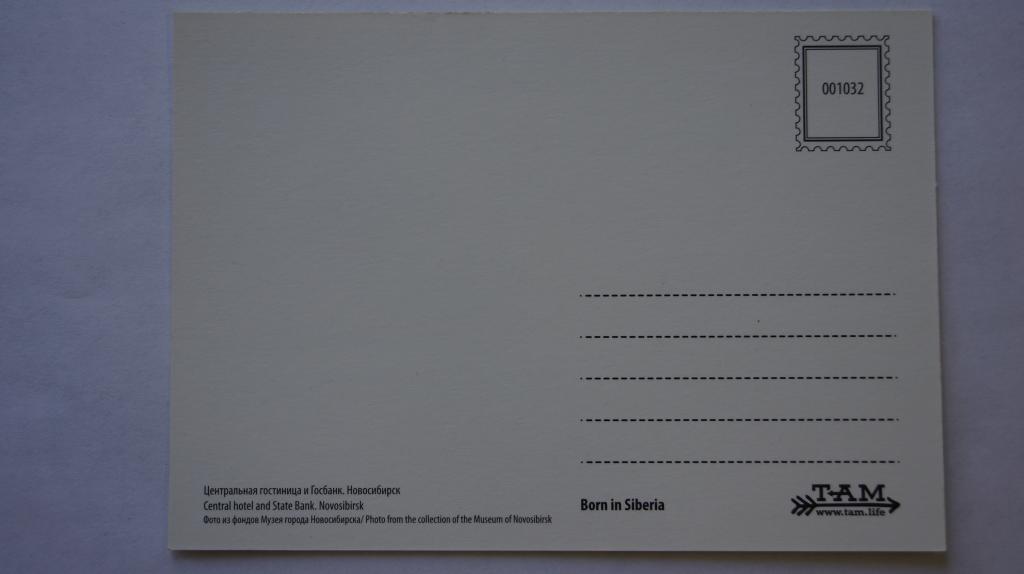 001032
Центральная гостиница и Госбанк. Новосибирск
Central hotel and State Bank. Novosibirsk
Фото из фондов Музея города Новосибирска/ Photo from the collection of the Museum of Novosibirsk
Born in Siberia
T-AM
www.tam.life